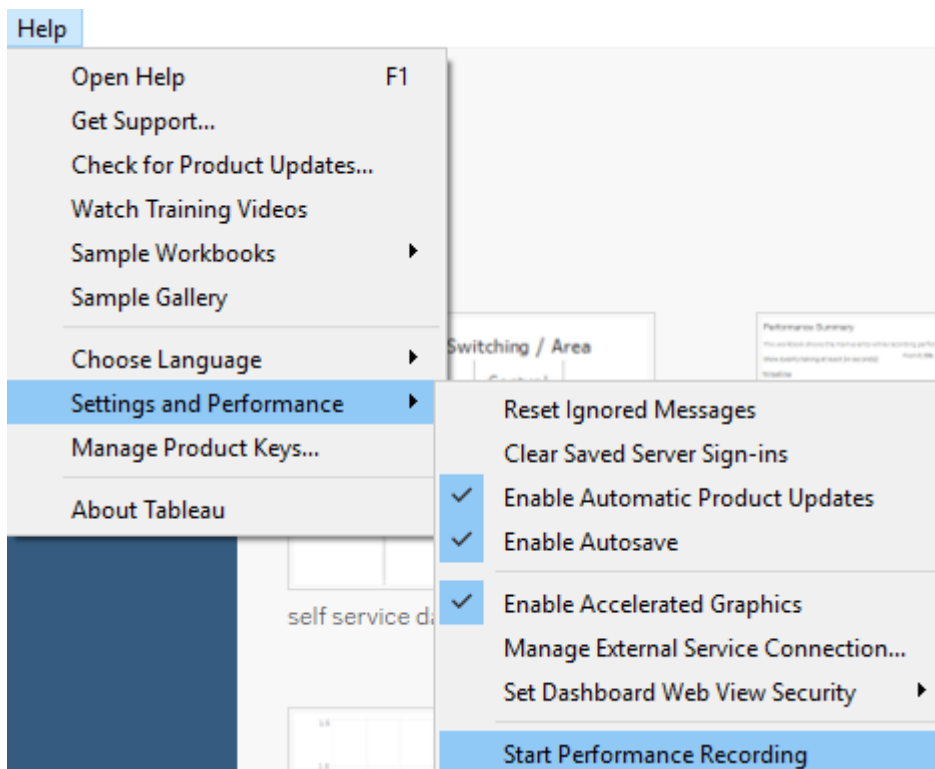 Help
Open Help F1
Get Support...
Check for Product Updates...
Watch Training Videos
Sample Workbooks
Sample Gallery
Choose Language
Settings and Performance
Manage Product Keys...
About Tableau
Switching / Area
Performance Summary
Reset Ignored Messages
Clear Saved Server Sign-ins
Enable Automatic Product Updates
Enable Autosave
Enable Accelerated Graphics
Manage External Service Connection...
Set Dashboard Web View Security
Start Performance Recording
self service